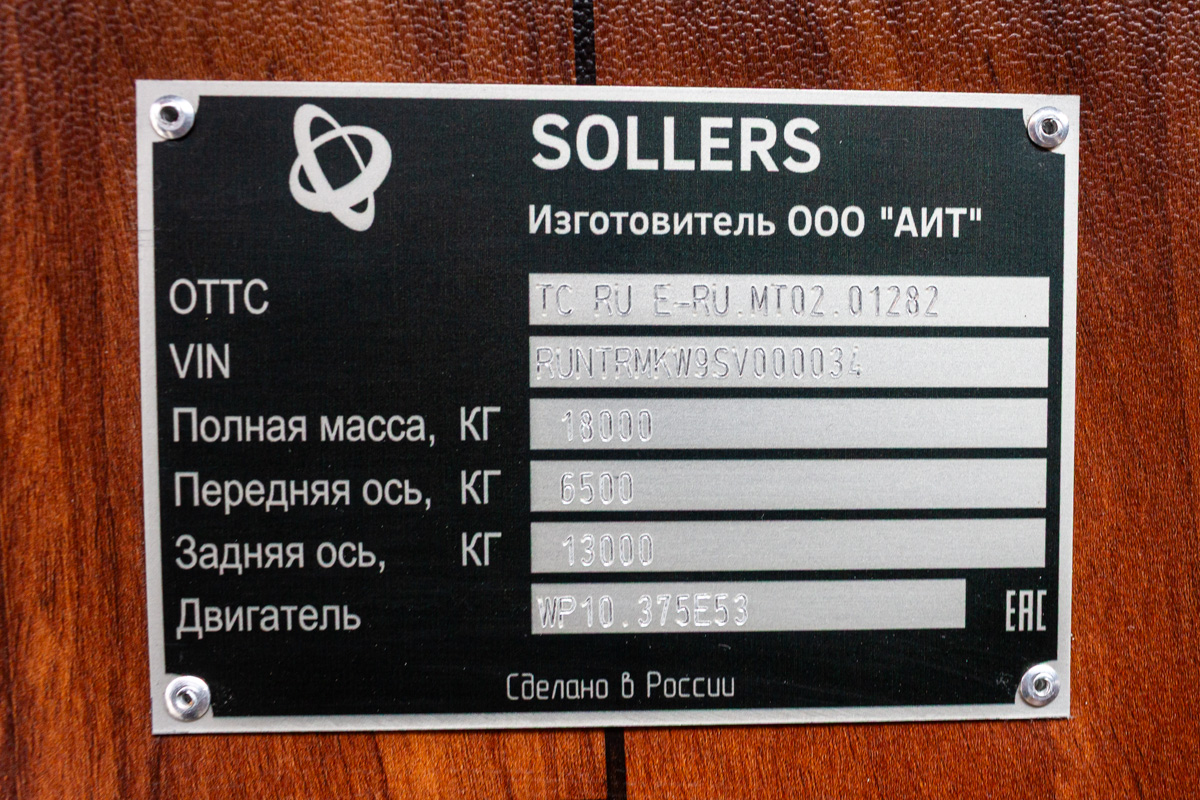 SOLLERS
Изготовитель ООО "АИТ"
ОТТС TC RU E-RU.MT02.01282
VIN RUNTRMKW9SV000034
Полная масса, КГ 18000
Передняя ось, КГ 6500
Задняя ось, КГ 13000
Двигатель WP10.375E53
EAC
Сделано в России